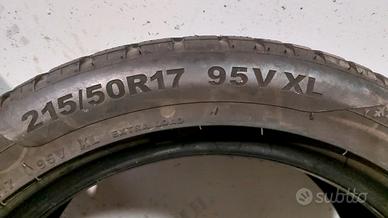 215/50R17 95V XL
95V XL EXTRA LOAD
subito